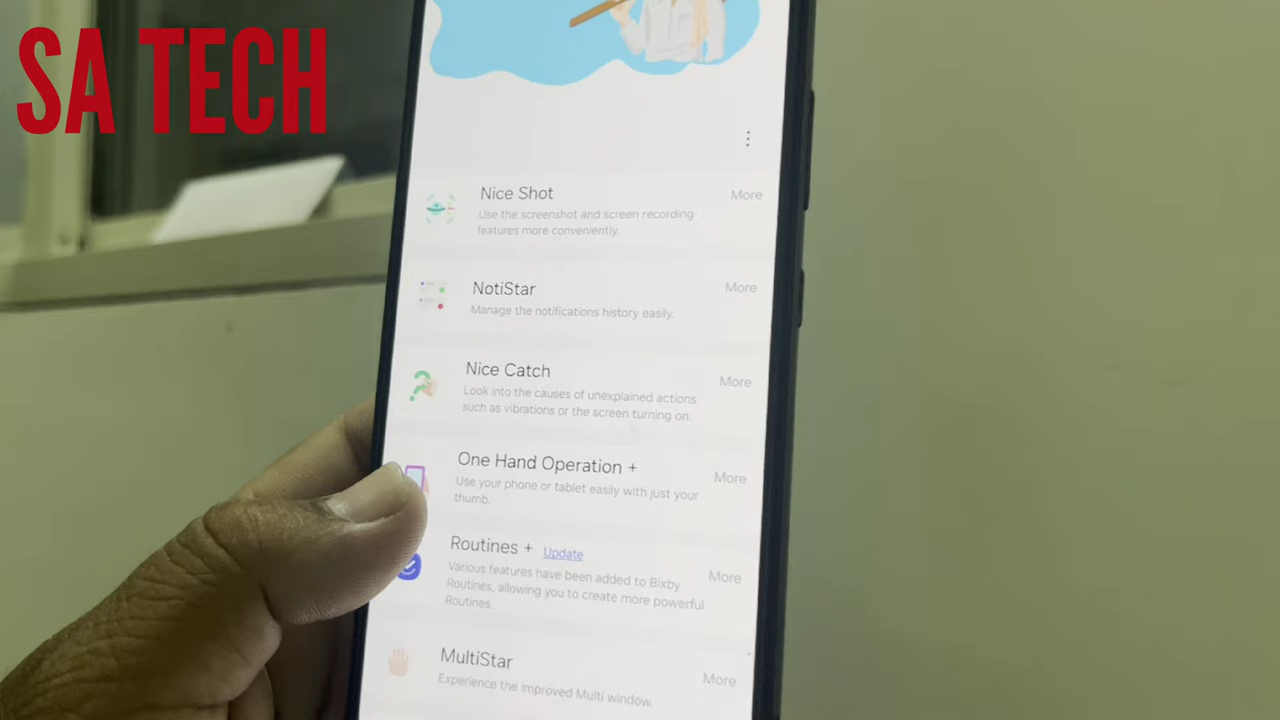 SA TECH
Nice Shot
More
Use the screenshot and screen recording
features more conveniently.
NotiStar
More
Manage the notifications history easily.
Nice Catch
More
Look into the causes of unexplained actions
such as vibrations or the screen turning on.
One Hand Operation +
More
Use your phone or tablet easily with just your
thumb.
Routines + Update
More
Various features have been added to Bixby
Routines, allowing you to create more powerful
Routines.
MultiStar
More
Experience the improved Multi window.